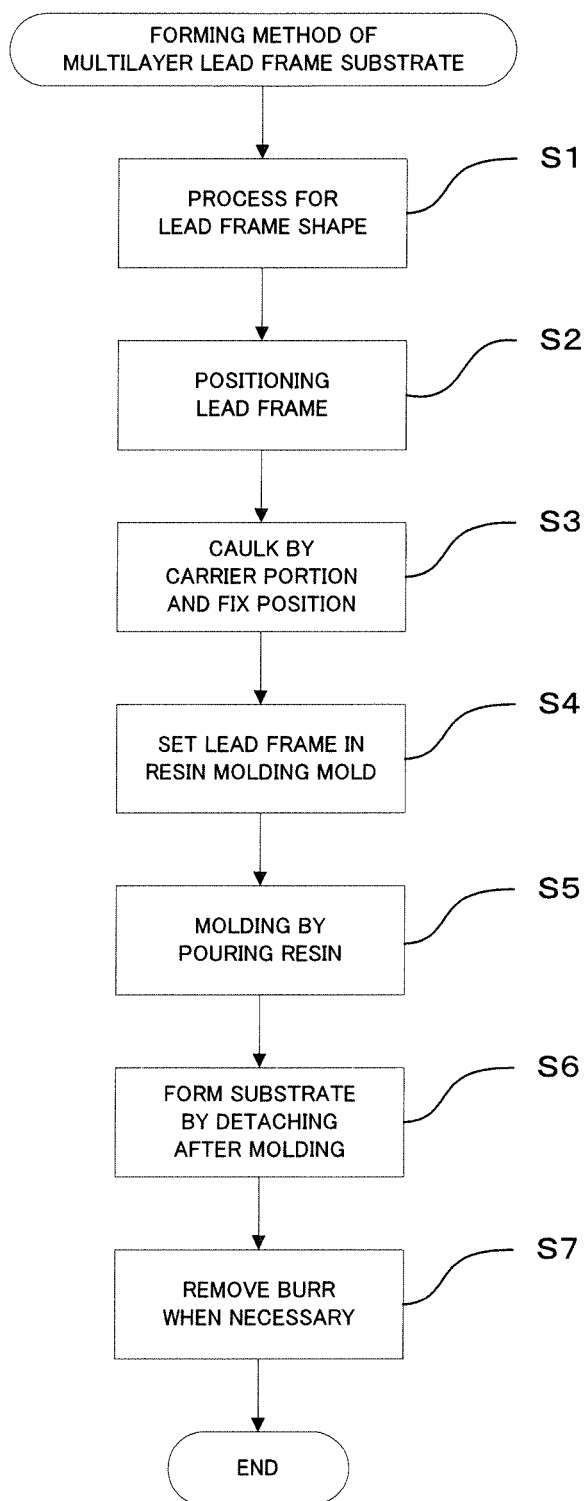 FORMING METHOD OF
MULTILAYER LEAD FRAME SUBSTRATE
S1
PROCESS FOR
LEAD FRAME SHAPE
S2
POSITIONING
LEAD FRAME
S3
CAULK BY
CARRIER PORTION
AND FIX POSITION
S4
SET LEAD FRAME IN
RESIN MOLDING MOLD
S5
MOLDING BY
POURING RESIN
S6
FORM SUBSTRATE
BY DETACHING
AFTER MOLDING
S7
REMOVE BURR
WHEN NECESSARY
END